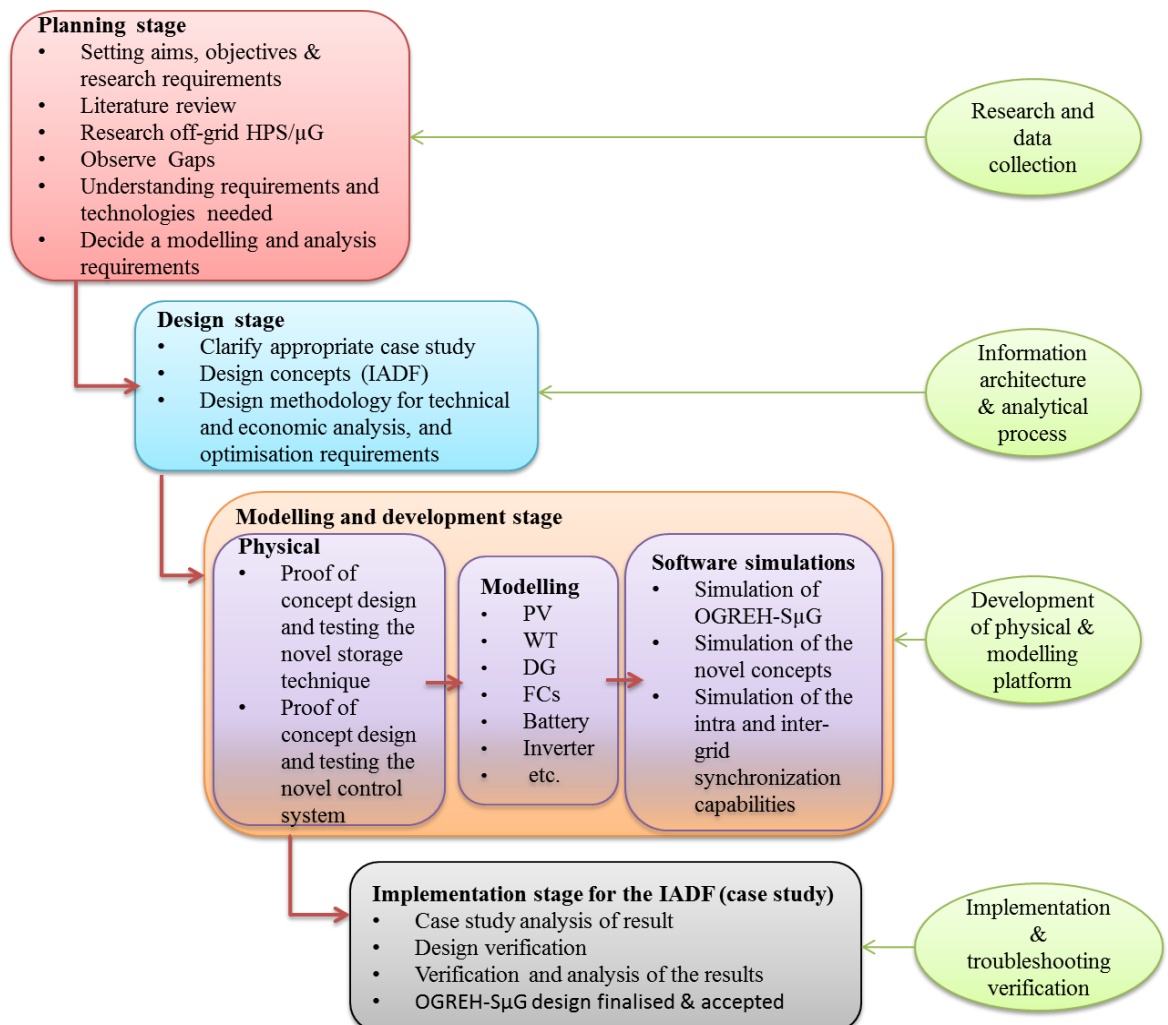 Planning stage
• Setting aims, objectives &
research requirements
• Literature review
• Research off-grid HPS/µG
• Observe Gaps
• Understanding requirements and
technologies needed
• Decide a modelling and analysis
requirements
Research and
data
collection
Design stage
• Clarify appropriate case study
• Design concepts (IADF)
• Design methodology for technical
and economic analysis, and
optimisation requirements
Information
architecture
& analytical
process
Modelling and development stage
Physical
• Proof of
concept design
and testing the
novel storage
technique
• Proof of
concept design
and testing the
novel control
system
Modelling
• PV
• WT
• DG
• FCs
• Battery
• Inverter
• etc.
Software simulations
• Simulation of
OGREH-SµG
• Simulation of the
novel concepts
• Simulation of the
intra and inter-
grid
synchronization
capabilities
Development
of physical &
modelling
platform
Implementation stage for the IADF (case study)
• Case study analysis of result
• Design verification
• Verification and analysis of the results
• OGREH-SµG design finalised & accepted
Implementation
&
troubleshooting
verification